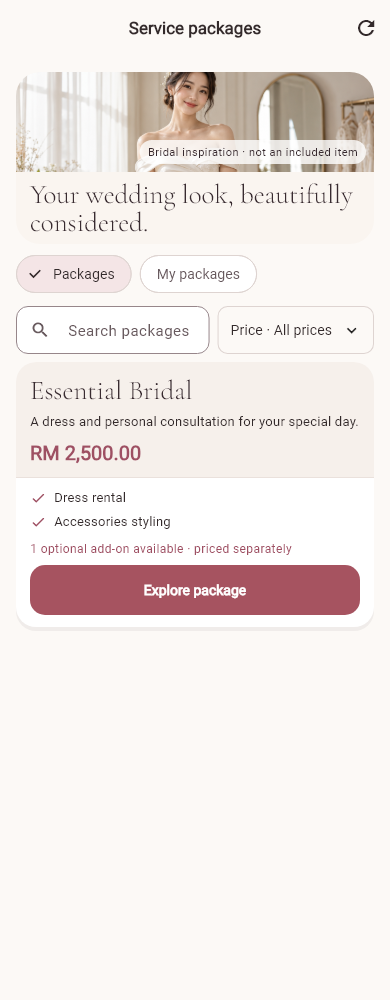 Service packages
Bridal inspiration · not an included item
Your wedding look, beautifully
considered.
Packages
My packages
Search packages
Price · All prices
Essential Bridal
A dress and personal consultation for your special day.
RM 2,500.00
Dress rental
Accessories styling
1 optional add-on available · priced separately
Explore package